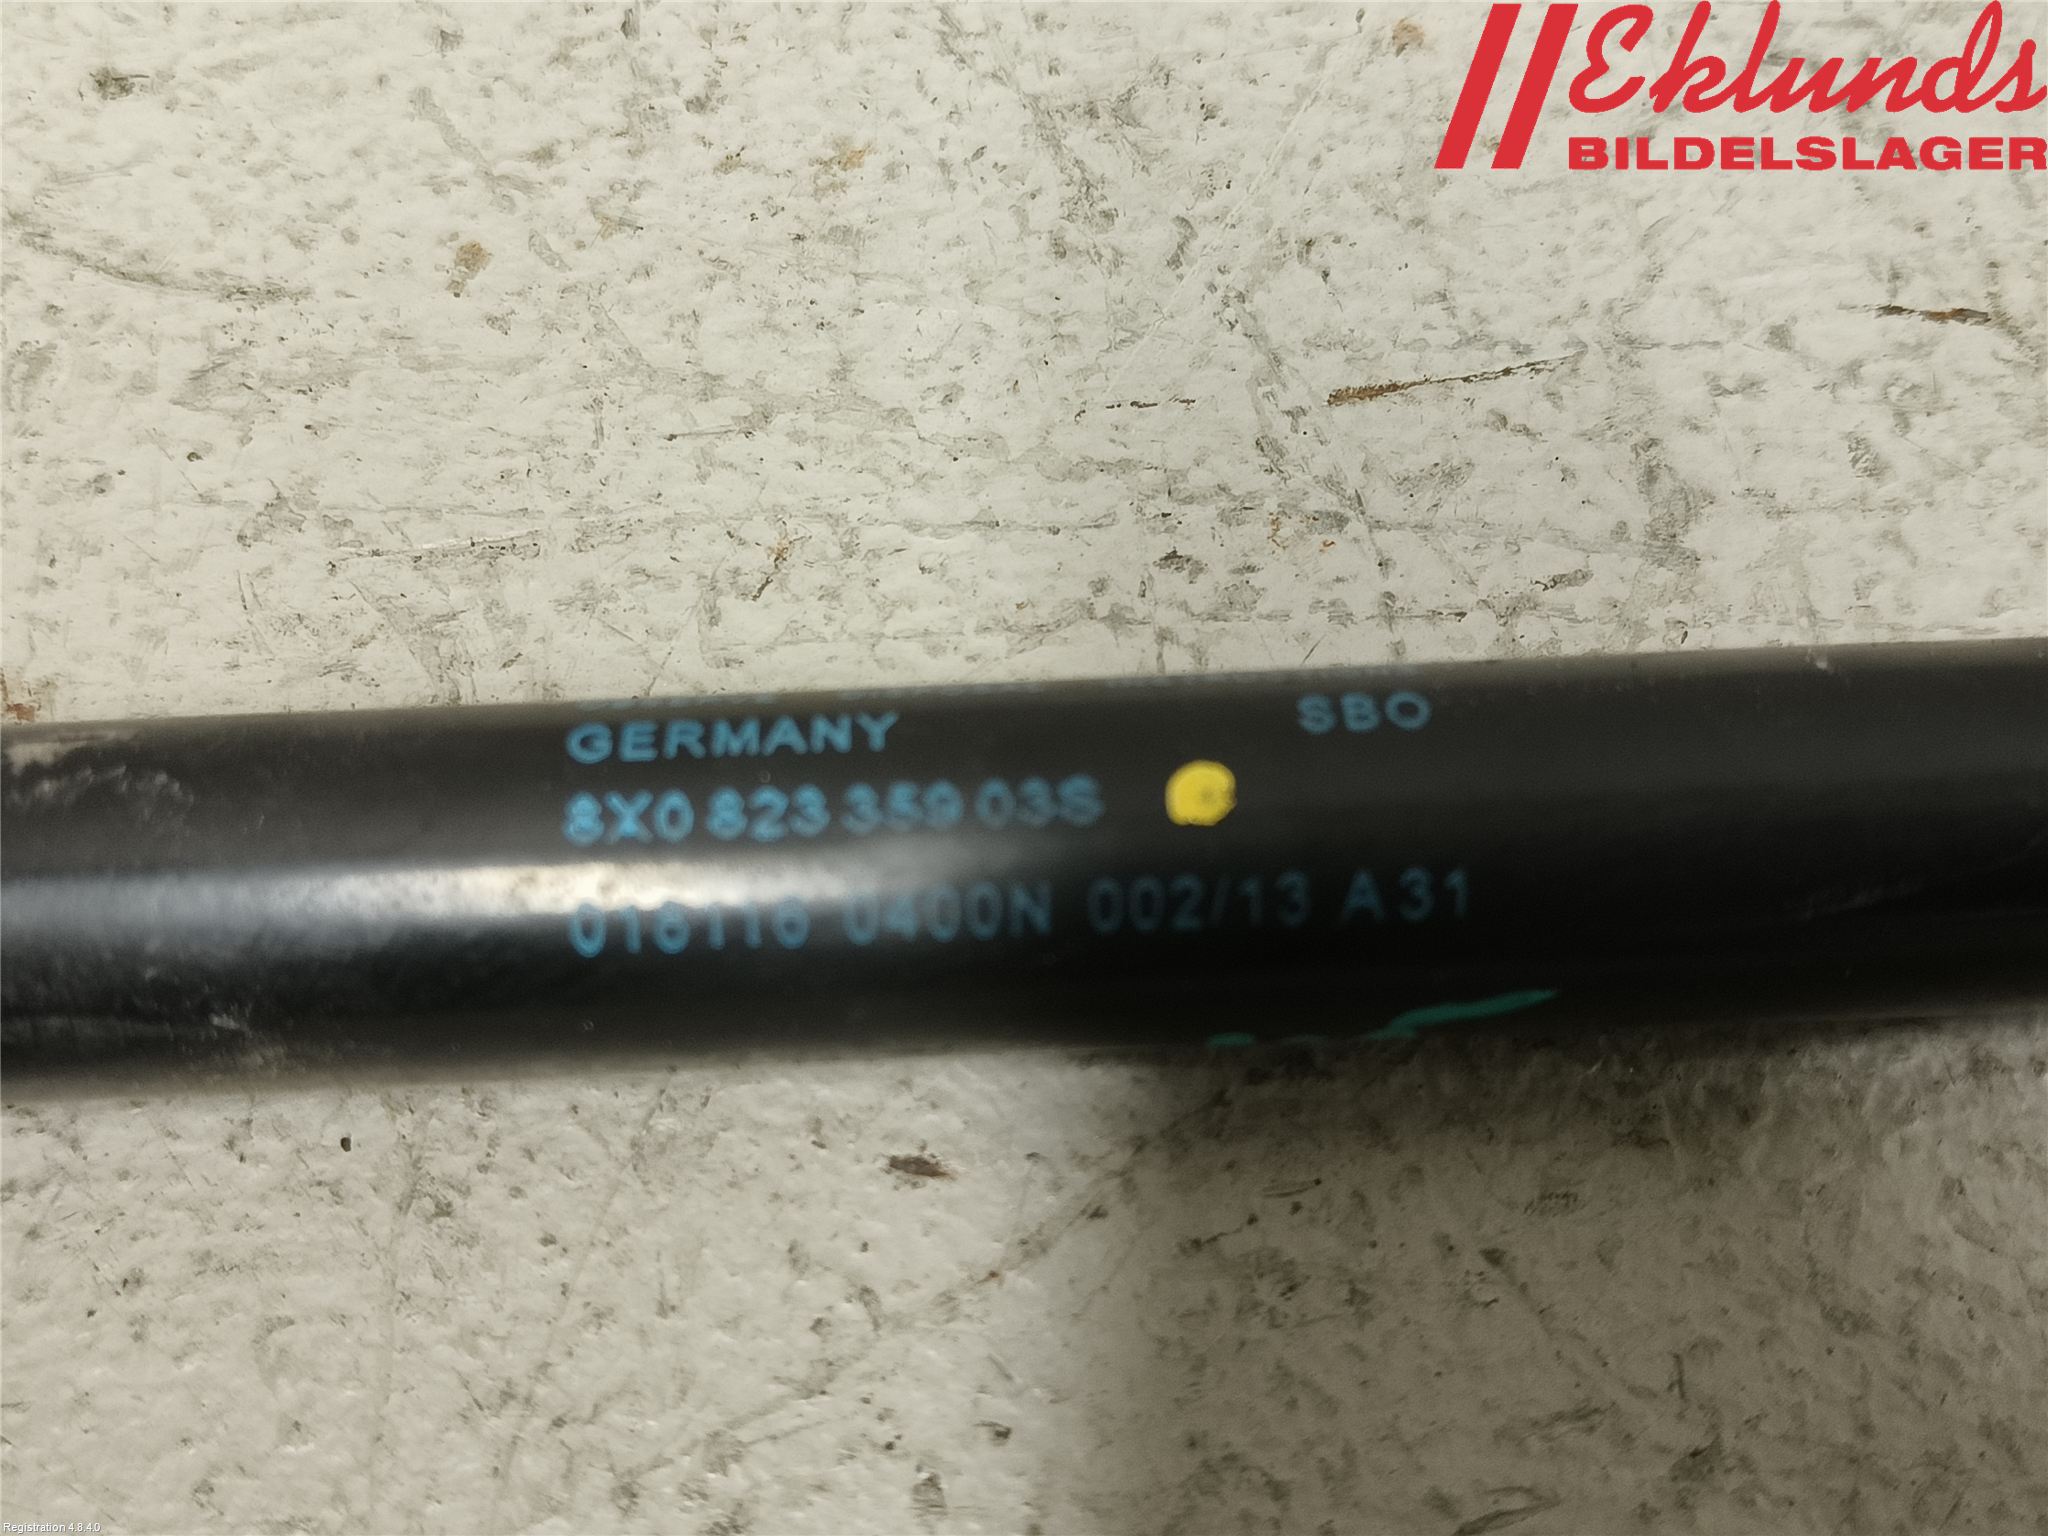 Eklunds
BILDELSLAGER
GERMANY SBO
8X0 823 359 03S
016116 0400N 002/13 A31
Registration 4.8.4.0